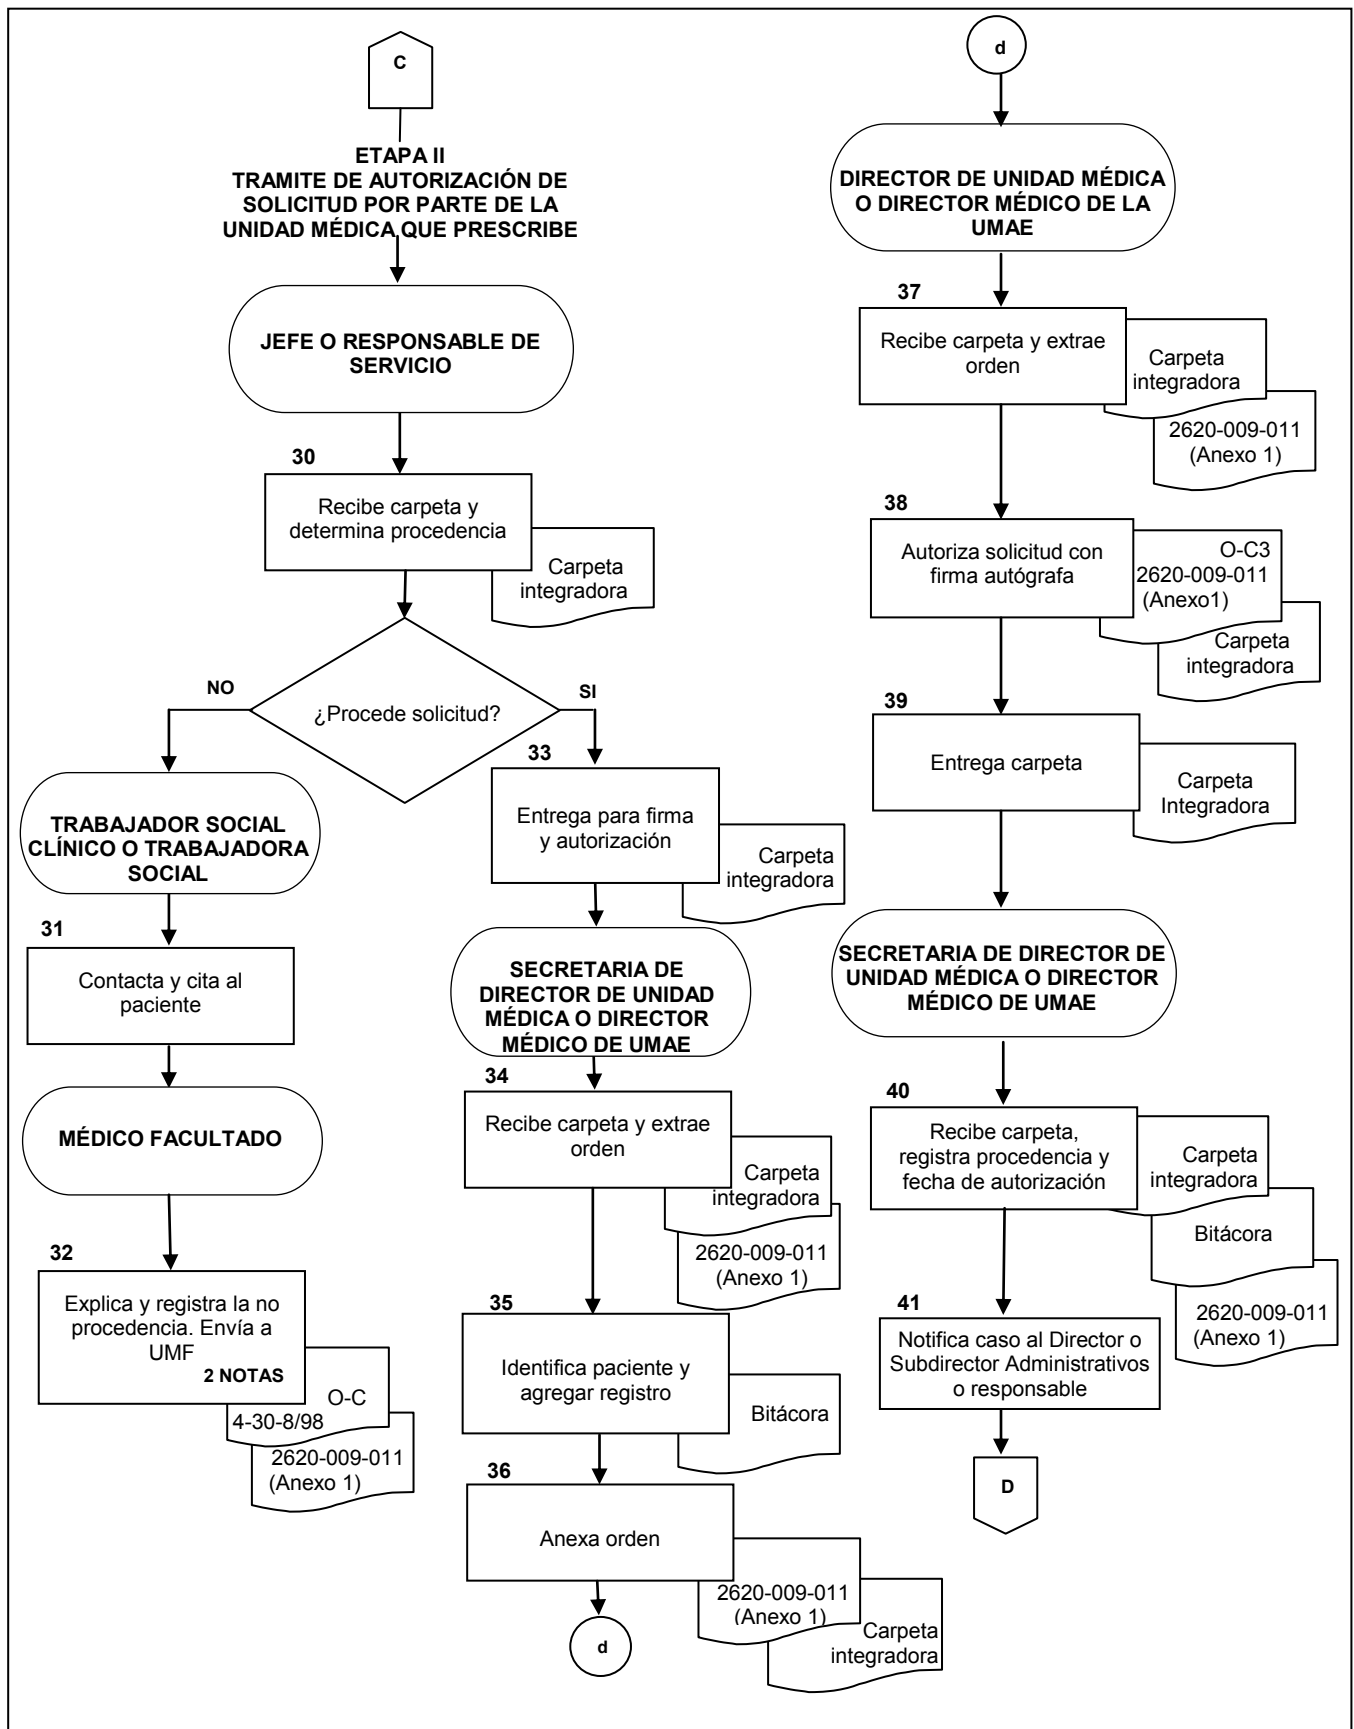 C
ETAPA II
TRAMITE DE AUTORIZACIÓN DE
SOLICITUD POR PARTE DE LA
UNIDAD MÉDICA QUE PRESCRIBE
JEFE O RESPONSABLE DE
SERVICIO
30
Recibe carpeta y
determina procedencia
Carpeta
integradora
¿Procede solicitud?
NO
SI
TRABAJADOR SOCIAL
CLÍNICO O TRABAJADORA
SOCIAL
31
Contacta y cita al
paciente
MÉDICO FACULTADO
32
Explica y registra la no
procedencia. Envía a
UMF
2 NOTAS
O-C
4-30-8/98
2620-009-011
(Anexo 1)
33
Entrega para firma
y autorización
Carpeta
integradora
SECRETARIA DE
DIRECTOR DE UNIDAD
MÉDICA O DIRECTOR
MÉDICO DE UMAE
34
Recibe carpeta y extrae
orden
Carpeta
integradora
2620-009-011
(Anexo 1)
35
Identifica paciente y
agregar registro
Bitácora
36
Anexa orden
2620-009-011
(Anexo 1)
Carpeta
integradora
d
d
DIRECTOR DE UNIDAD MÉDICA
O DIRECTOR MÉDICO DE LA
UMAE
37
Recibe carpeta y extrae
orden
Carpeta
integradora
2620-009-011
(Anexo 1)
38
Autoriza solicitud con
firma autógrafa
O-C3
2620-009-011
(Anexo1)
Carpeta
integradora
39
Entrega carpeta
Carpeta
Integradora
SECRETARIA DE DIRECTOR DE
UNIDAD MÉDICA O DIRECTOR
MÉDICO DE UMAE
40
Recibe carpeta,
registra procedencia y
fecha de autorización
Carpeta
integradora
Bitácora
2620-009-011
(Anexo 1)
41
Notifica caso al Director o
Subdirector Administrativos
o responsable
D